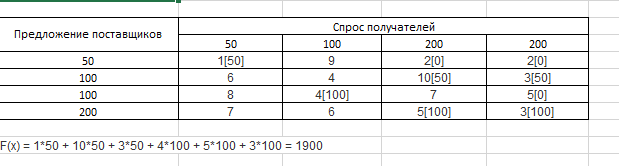 Предложение поставщиков Спрос получателей
50 100 200 200
50 1[50] 9 2[0] 2[0]
100 6 4 10[50] 3[50]
100 8 4[100] 7 5[0]
200 7 6 5[100] 3[100]
F(x) = 1*50 + 10*50 + 3*50 + 4*100 + 5*100 + 3*100 = 1900